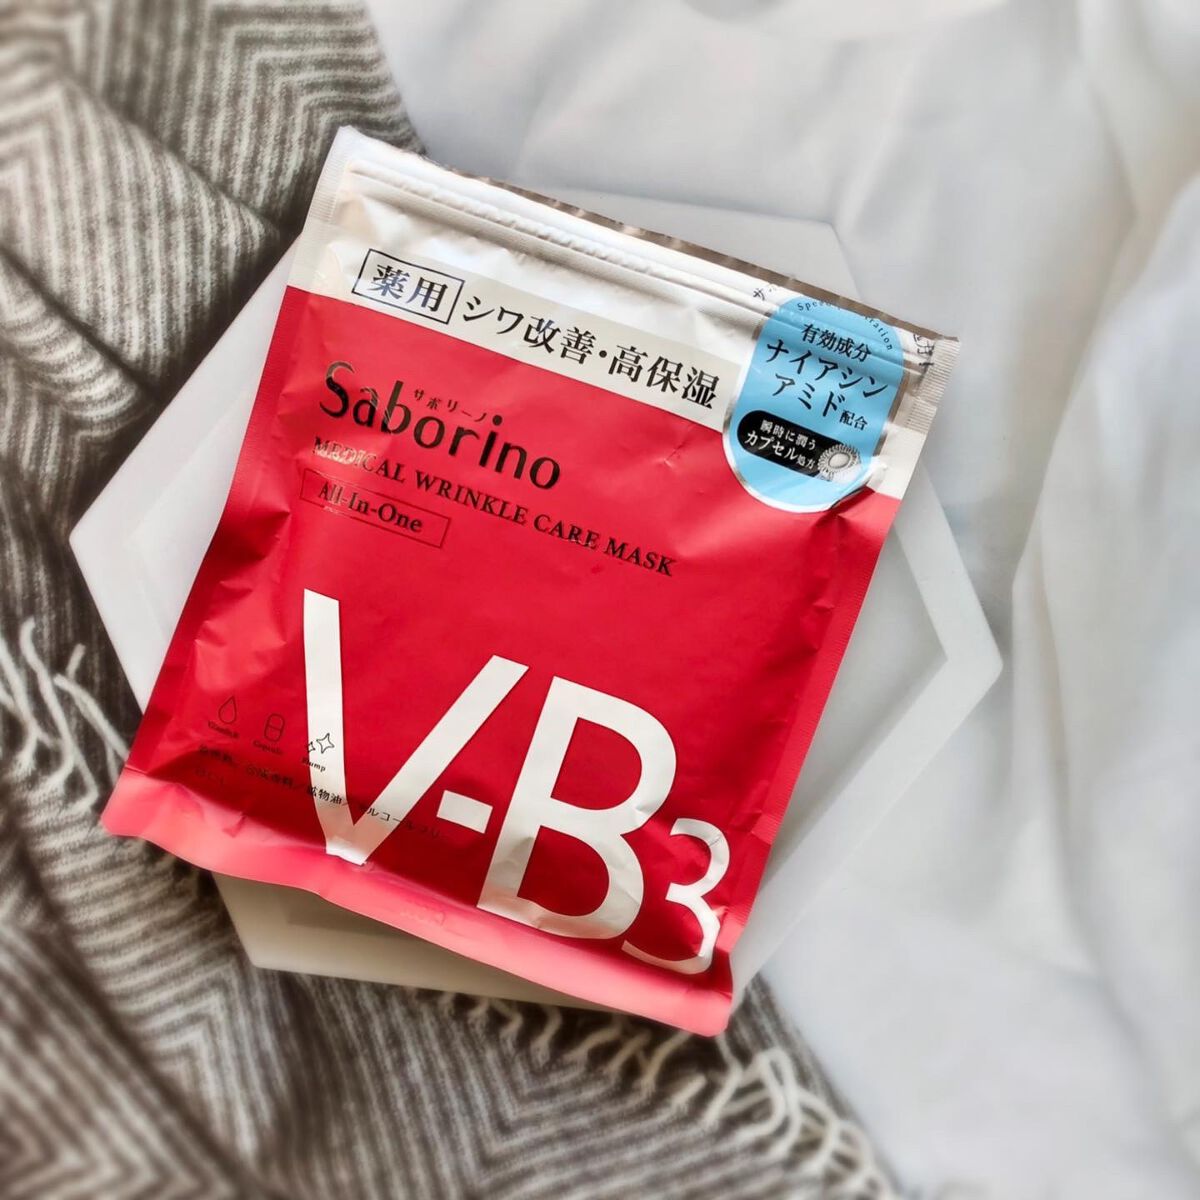 薬用 シワ改善・高保湿
有効成分
ナイアシン
アミド配合
瞬時に潤う
カプセル処方
サボリーノ
Saborino
MEDICAL WRINKLE CARE MASK
All-In-One
Capsule
Plump
V-B3